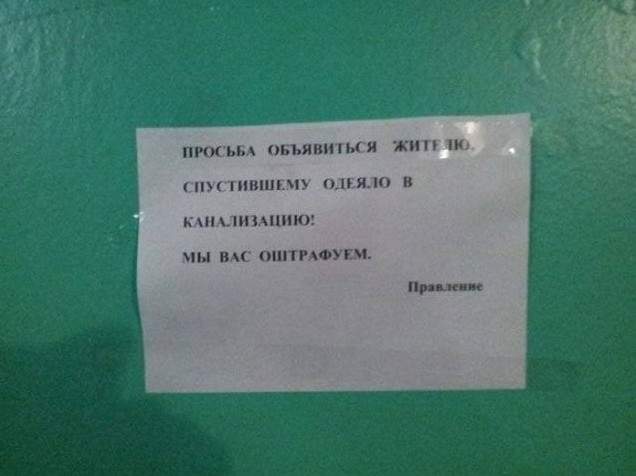 ПРОСЬБА ОБЪЯВИТЬСЯ ЖИТЕЛЮ,
СПУСТИВШЕМУ ОДЕЯЛО В
КАНАЛИЗАЦИЮ!
МЫ ВАС ОШТРАФУЕМ.
Правление